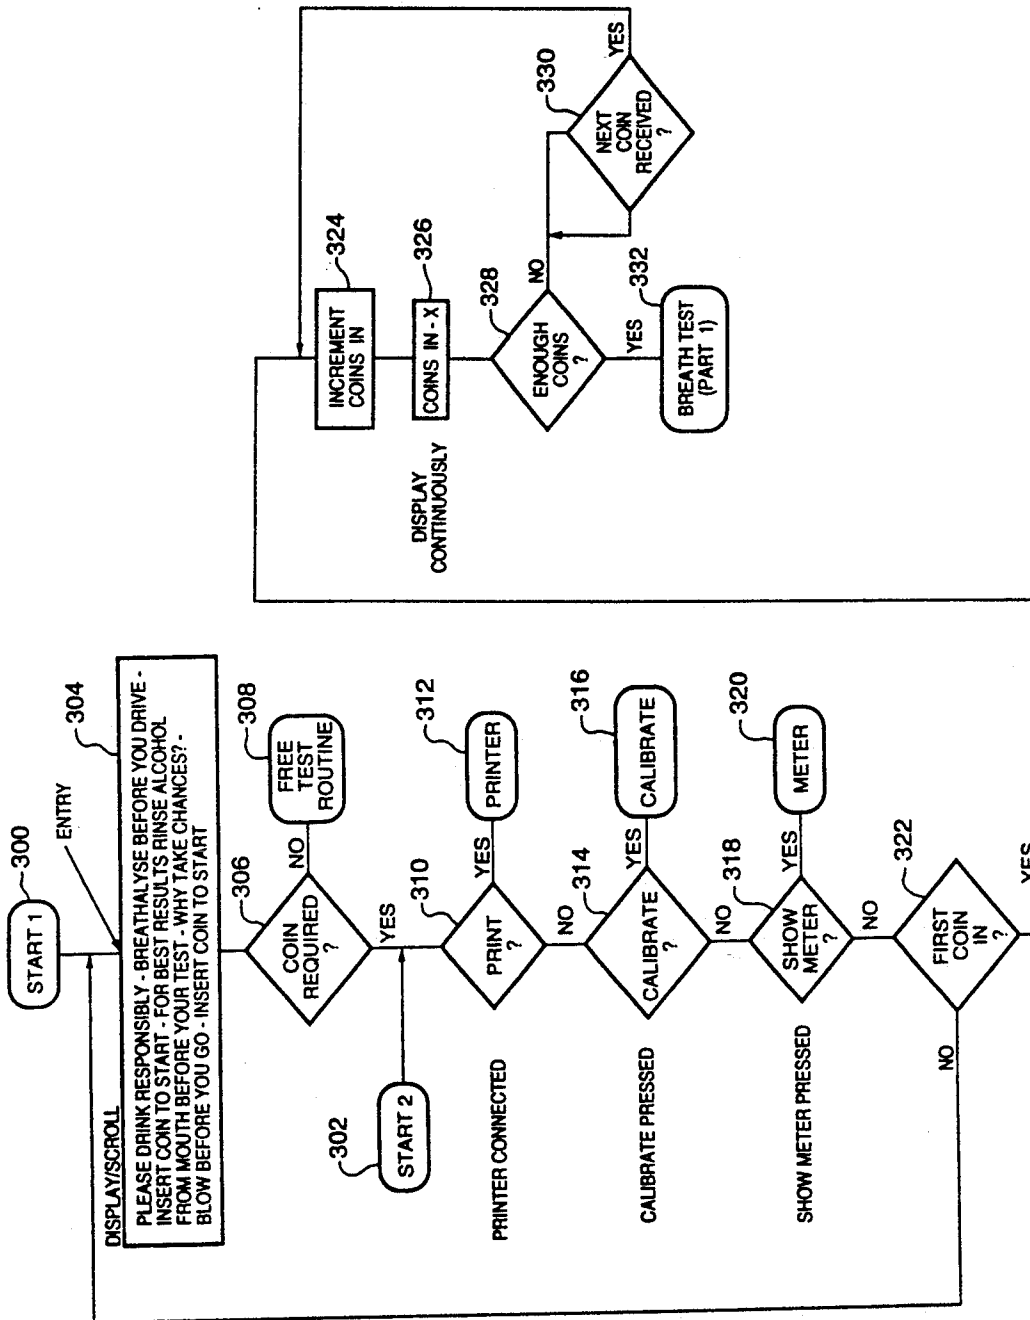 START 1
300
ENTRY
DISPLAY/SCROLL
304
PLEASE DRINK RESPONSIBLY - BREATHALYSE BEFORE YOU DRIVE -
INSERT COIN TO START - FOR BEST RESULTS RINSE ALCOHOL
FROM MOUTH BEFORE YOUR TEST - WHY TAKE CHANCES? -
BLOW BEFORE YOU GO - INSERT COIN TO START
306
COIN
REQUIRED
?
NO
308
FREE
TEST
ROUTINE
YES
302
START 2
310
PRINT
?
YES
312
PRINTER
PRINTER CONNECTED
NO
314
CALIBRATE
?
YES
316
CALIBRATE
CALIBRATE PRESSED
NO
318
SHOW
METER
?
YES
320
METER
SHOW METER PRESSED
NO
322
FIRST
COIN
IN
?
NO
YES
324
INCREMENT
COINS IN
326
COINS IN - X
DISPLAY
CONTINUOUSLY
328
ENOUGH
COINS
?
NO
YES
330
NEXT
COIN
RECEIVED
?
YES
332
BREATH TEST
(PART 1)